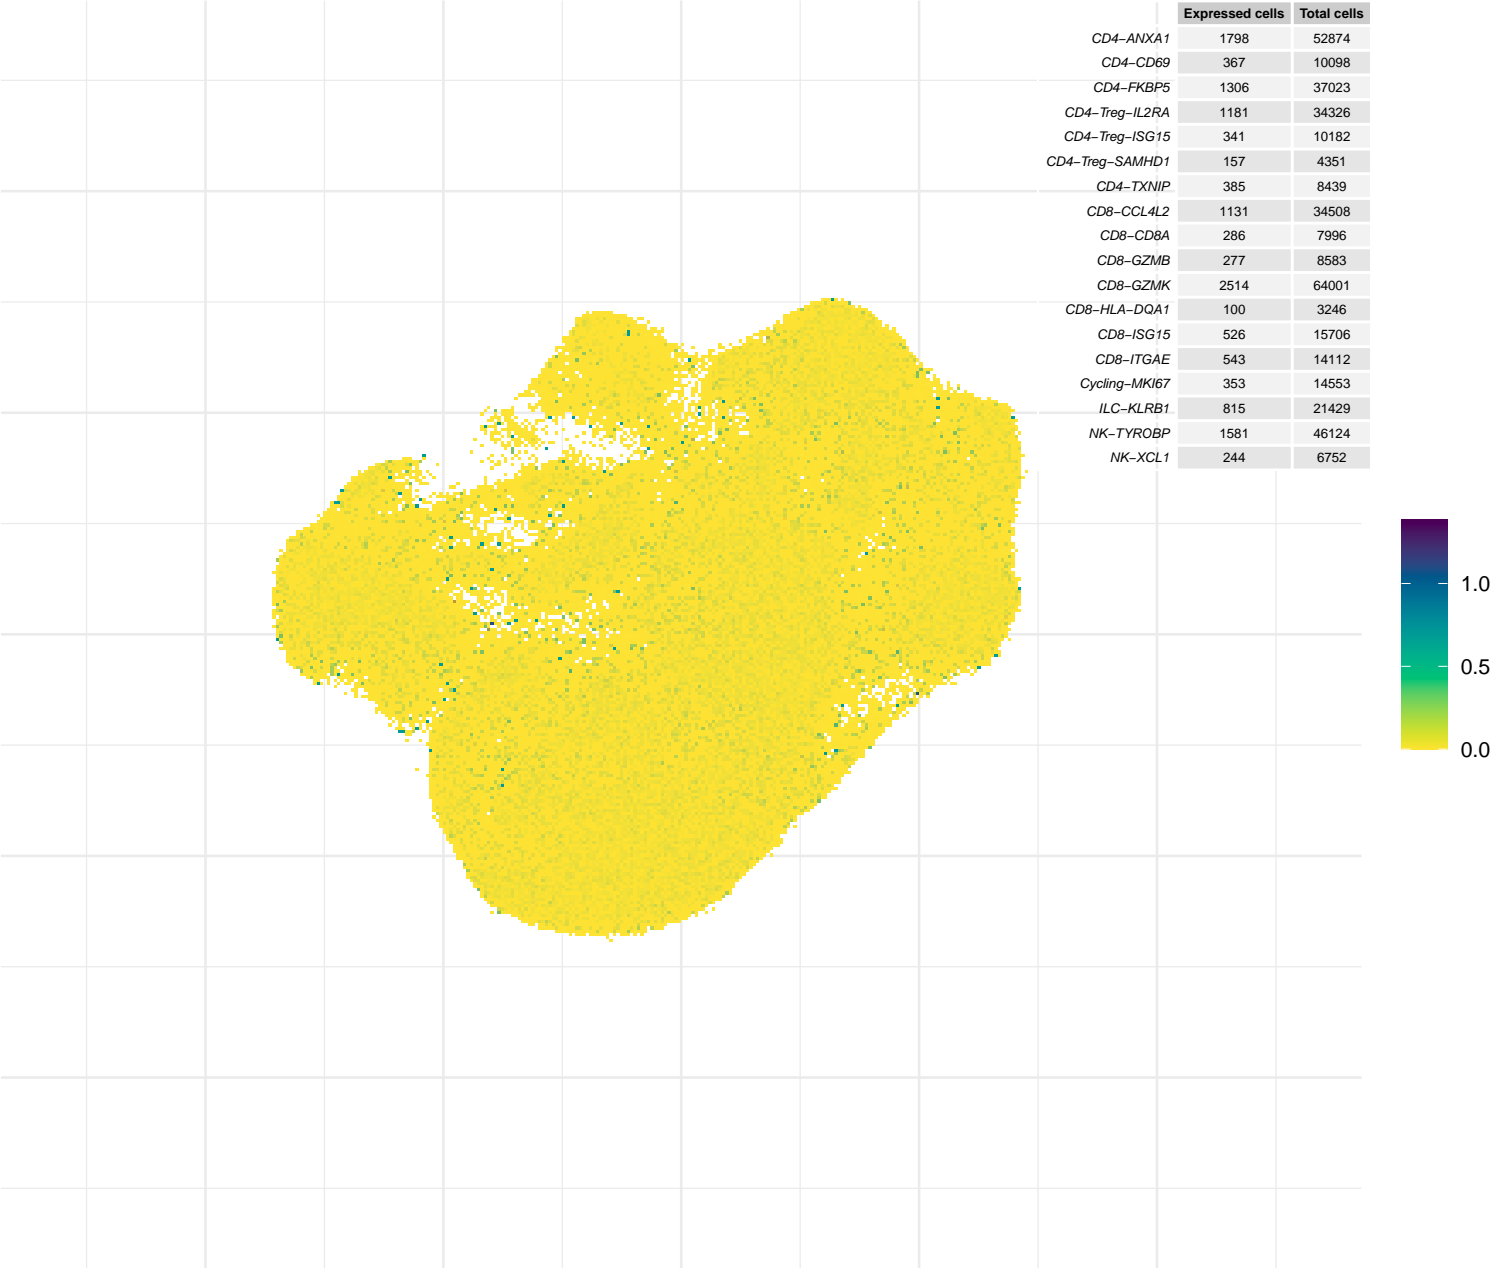 Expressed cells Total cells
CD4−ANXA1 1798 52874
CD4−CD69 367 10098
CD4−FKBP5 1306 37023
CD4−Treg−IL2RA 1181 34326
CD4−Treg−ISG15 341 10182
CD4−Treg−SAMHD1 157 4351
CD4−TXNIP 385 8439
CD8−CCL4L2 1131 34508
CD8−CD8A 286 7996
CD8−GZMB 277 8583
CD8−GZMK 2514 64001
CD8−HLA−DQA1 100 3246
CD8−ISG15 526 15706
CD8−ITGAE 543 14112
Cycling−MKI67 353 14553
ILC−KLRB1 815 21429
NK−TYROBP 1581 46124
NK−XCL1 244 6752
1.0
0.5
0.0